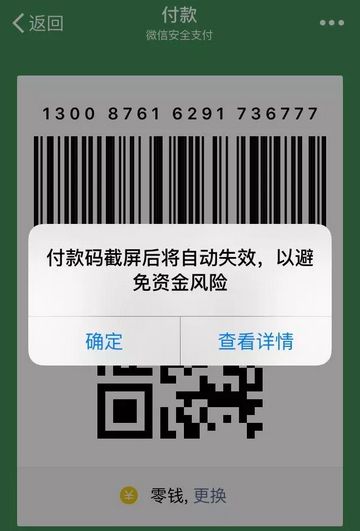 返回
付款
微信安全支付
1300 8761 6291 736777
付款码截屏后将自动失效，以避
免资金风险
确定
查看详情
零钱, 更换